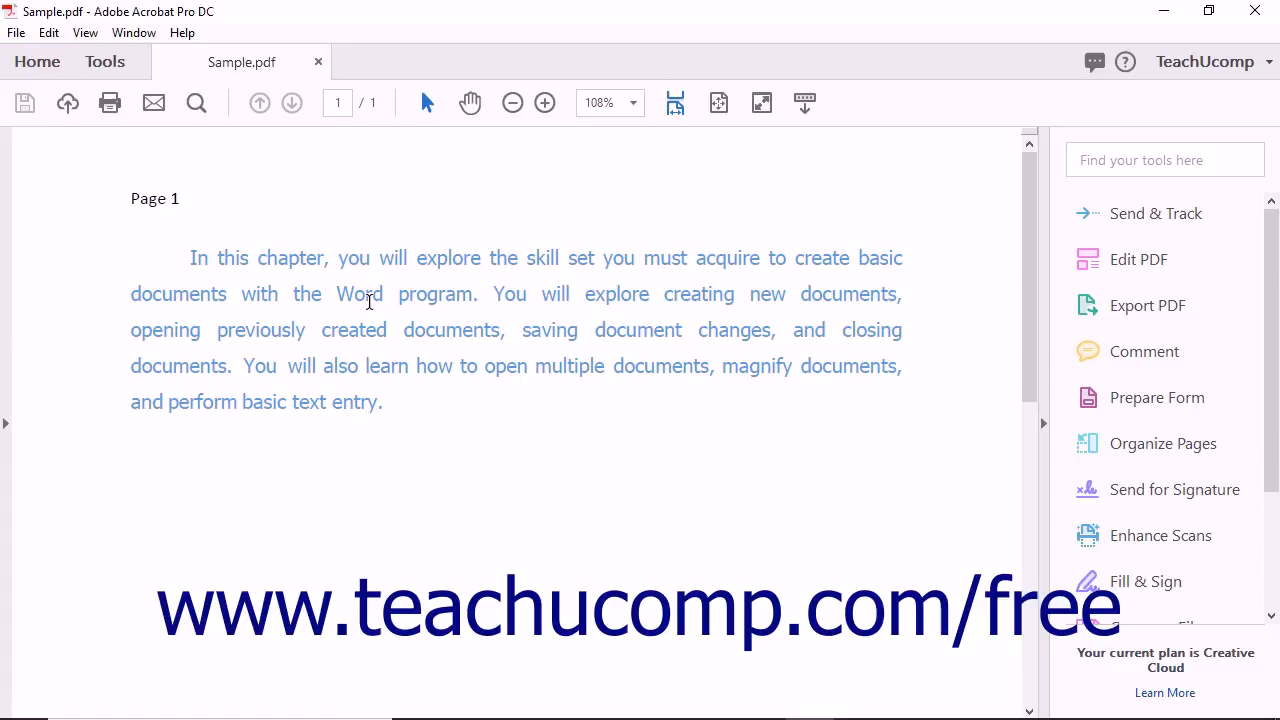 Sample.pdf - Adobe Acrobat Pro DC
File Edit View Window Help
Home Tools Sample.pdf × TeachUcomp
1 / 1 108%
Find your tools here
Page 1
Send & Track
In this chapter, you will explore the skill set you must acquire to create basic
Edit PDF
documents with the Word program. You will explore creating new documents,
Export PDF
opening previously created documents, saving document changes, and closing
Comment
documents. You will also learn how to open multiple documents, magnify documents,
Prepare Form
and perform basic text entry.
Organize Pages
Send for Signature
Enhance Scans
Fill & Sign
www.teachucomp.com/free
Your current plan is Creative
Cloud
Learn More